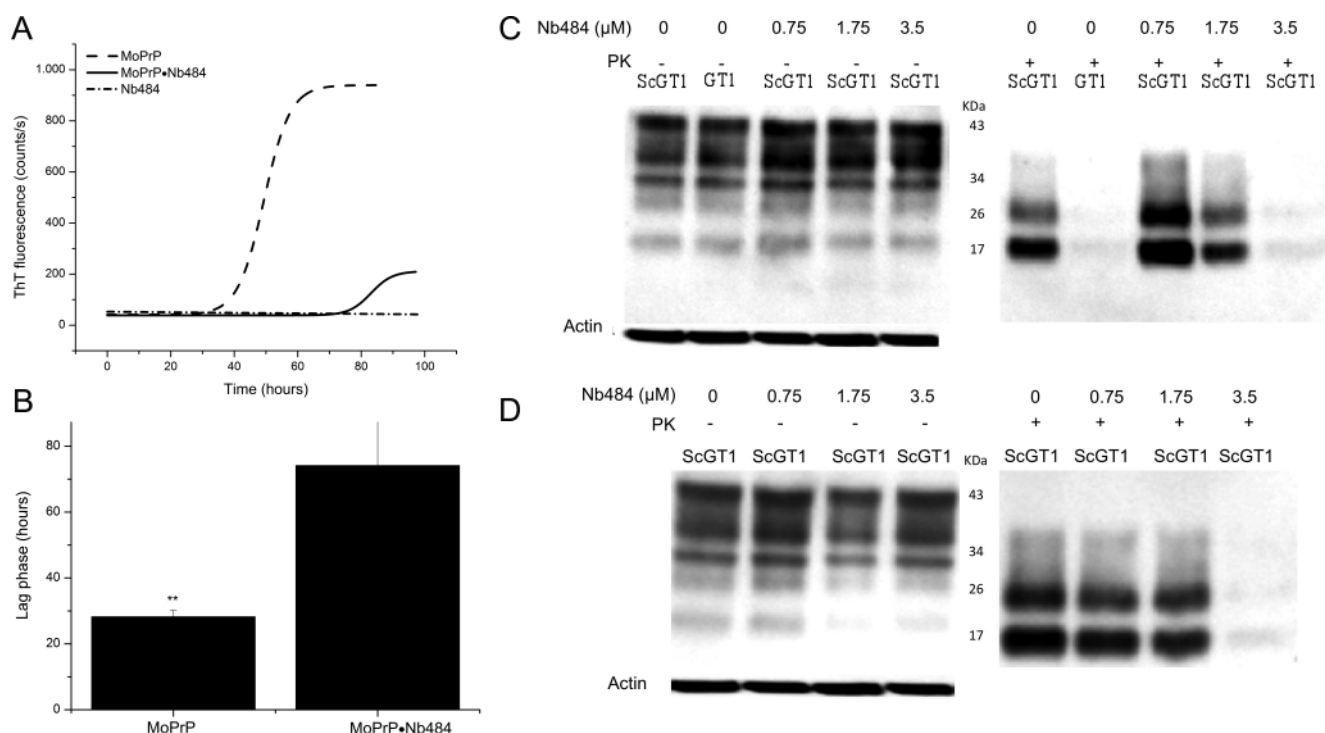 A
MoPrP
MoPrP●Nb484
Nb484
1.000
800
600
400
200
0
ThT fluorescence (counts/s)
0 20 40 60 80 100
Time (hours)
B
80
60
40
20
0
Lag phase (hours)
**
MoPrP MoPrP●Nb484
C
Nb484 (µM) 0 0 0.75 1.75 3.5
PK - - - - -
ScGT1 GT1 ScGT1 ScGT1 ScGT1
Actin
0 0 0.75 1.75 3.5
+ + + + +
ScGT1 GT1 ScGT1 ScGT1 ScGT1
KDa
43
34
26
17
D
Nb484 (µM) 0 0.75 1.75 3.5
PK - - - -
ScGT1 ScGT1 ScGT1 ScGT1
Actin
0 0.75 1.75 3.5
+ + + +
ScGT1 ScGT1 ScGT1 ScGT1
KDa
43
34
26
17